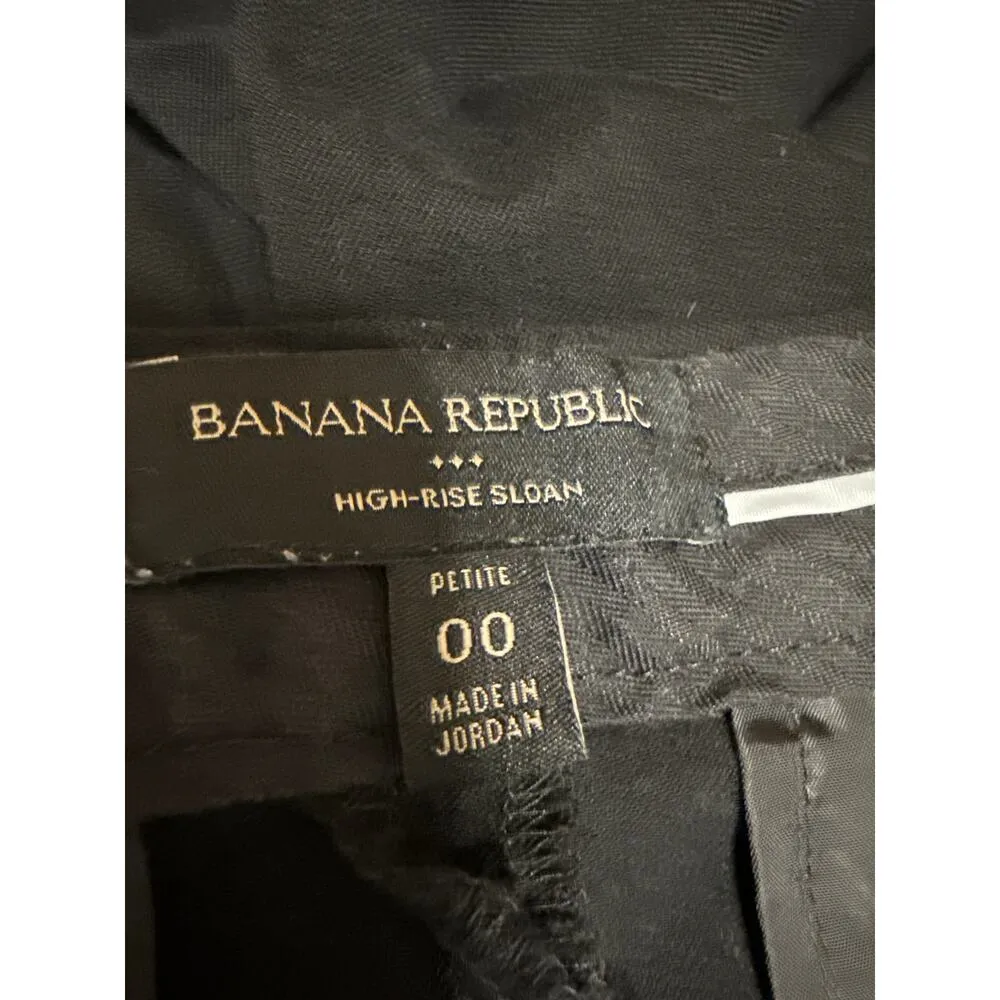 BANANA REPUBLIC
HIGH-RISE SLOAN
PETITE
00
MADE IN
JORDAN